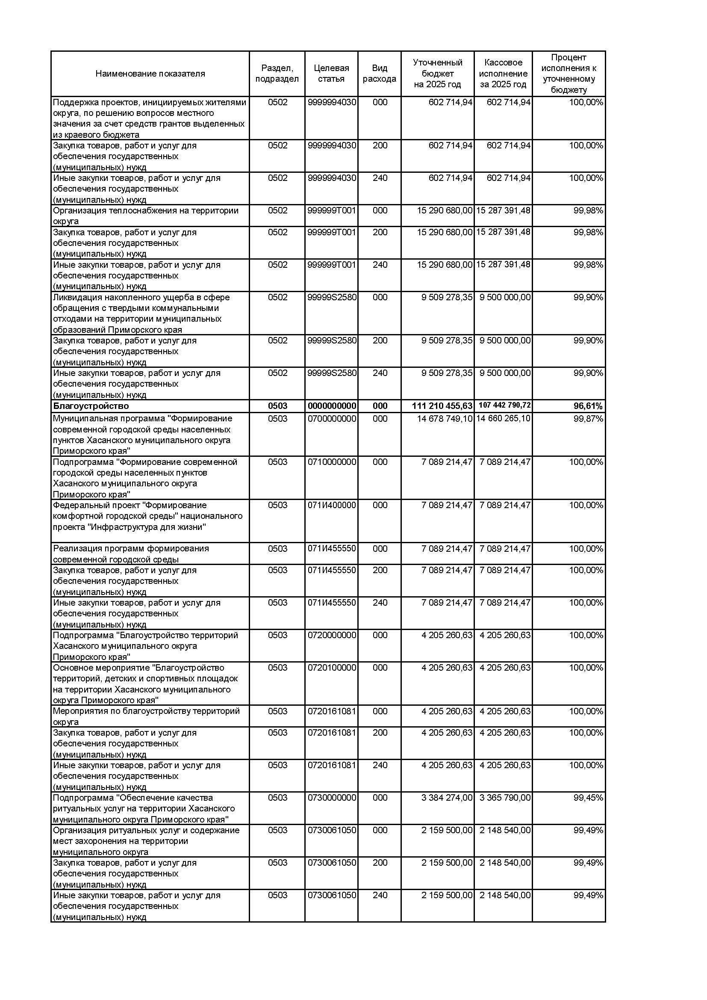 Наименование показателя
Раздел,
подраздел
Целевая
статья
Вид
расхода
Уточненный
бюджет
на 2025 год
Кассовое
исполнение
за 2025 год
Процент
исполнения к
уточненному
бюджету
Поддержка проектов, инициируемых жителями 0502 9999994030 000 602 714,94 602 714,94 100,00%
округа, по решению вопросов местного
значения за счет средств грантов выделенных
из краевого бюджета
Закупка товаров, работ и услуг для 0502 9999994030 200 602 714,94 602 714,94 100,00%
обеспечения государственных
(муниципальных) нужд
Иные закупки товаров, работ и услуг для 0502 9999994030 240 602 714,94 602 714,94 100,00%
обеспечения государственных
(муниципальных) нужд
Организация теплоснабжения на территории 0502 999999Т001 000 15 290 680,00 15 287 391,48 99,98%
округа
Закупка товаров, работ и услуг для 0502 999999Т001 200 15 290 680,00 15 287 391,48 99,98%
обеспечения государственных
(муниципальных) нужд
Иные закупки товаров, работ и услуг для 0502 999999Т001 240 15 290 680,00 15 287 391,48 99,98%
обеспечения государственных
(муниципальных) нужд
Ликвидация накопленного ущерба в сфере 0502 99999S2580 000 9 509 278,35 9 500 000,00 99,90%
обращения с твердыми коммунальными
отходами на территории муниципальных
образований Приморского края
Закупка товаров, работ и услуг для 0502 99999S2580 200 9 509 278,35 9 500 000,00 99,90%
обеспечения государственных
(муниципальных) нужд
Иные закупки товаров, работ и услуг для 0502 99999S2580 240 9 509 278,35 9 500 000,00 99,90%
обеспечения государственных
(муниципальных) нужд
Благоустройство 0503 0000000000 000 111 210 455,63 107 442 790,72 96,61%
Муниципальная программа "Формирование 0503 0700000000 000 14 678 749,10 14 660 265,10 99,87%
современной городской среды населенных
пунктов Хасанского муниципального округа
Приморского края"
Подпрограмма "Формирование современной 0503 0710000000 000 7 089 214,47 7 089 214,47 100,00%
городской среды населенных пунктов
Хасанского муниципального округа
Приморского края"
Федеральный проект "Формирование 0503 071И400000 000 7 089 214,47 7 089 214,47 100,00%
комфортной городской среды" национального
проекта "Инфраструктура для жизни"
Реализация программ формирования 0503 071И455550 000 7 089 214,47 7 089 214,47 100,00%
современной городской среды
Закупка товаров, работ и услуг для 0503 071И455550 200 7 089 214,47 7 089 214,47 100,00%
обеспечения государственных
(муниципальных) нужд
Иные закупки товаров, работ и услуг для 0503 071И455550 240 7 089 214,47 7 089 214,47 100,00%
обеспечения государственных
(муниципальных) нужд
Подпрограмма "Благоустройство территорий 0503 0720000000 000 4 205 260,63 4 205 260,63 100,00%
Хасанского муниципального округа
Приморского края"
Основное мероприятие "Благоустройство 0503 0720100000 000 4 205 260,63 4 205 260,63 100,00%
территорий, детских и спортивных площадок
на территории Хасанского муниципального
округа Приморского края"
Мероприятия по благоустройству территорий 0503 0720161081 000 4 205 260,63 4 205 260,63 100,00%
округа
Закупка товаров, работ и услуг для 0503 0720161081 200 4 205 260,63 4 205 260,63 100,00%
обеспечения государственных
(муниципальных) нужд
Иные закупки товаров, работ и услуг для 0503 0720161081 240 4 205 260,63 4 205 260,63 100,00%
обеспечения государственных
(муниципальных) нужд
Подпрограмма "Обеспечение качества 0503 0730000000 000 3 384 274,00 3 365 790,00 99,45%
ритуальных услуг на территории Хасанского
муниципального округа Приморского края"
Организация ритуальных услуг и содержание 0503 0730061050 000 2 159 500,00 2 148 540,00 99,49%
мест захоронения на территории
муниципального округа
Закупка товаров, работ и услуг для 0503 0730061050 200 2 159 500,00 2 148 540,00 99,49%
обеспечения государственных
(муниципальных) нужд
Иные закупки товаров, работ и услуг для 0503 0730061050 240 2 159 500,00 2 148 540,00 99,49%
обеспечения государственных
(муниципальных) нужд